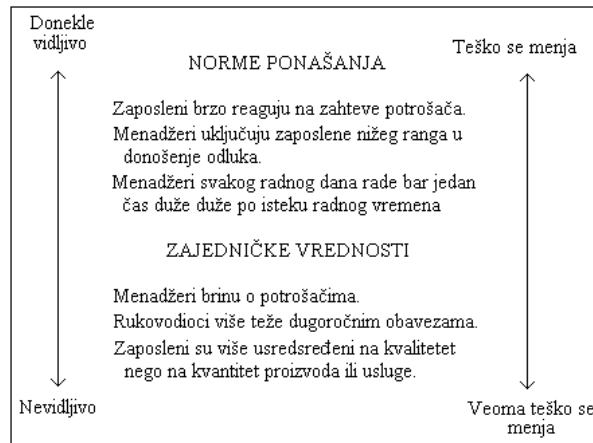 Donekle
vidljivo
Teško se menja
NORME PONAŠANJA
Zaposleni brzo reaguju na zahteve potrošača.
Menadžeri uključuju zaposlene nižeg ranga u
donošenje odluka.
Menadžeri svakog radnog dana rade bar jedan
čas duže duže po isteku radnog vremena
ZAJEDNIČKE VREDNOSTI
Menadžeri brinu o potrošačima.
Rukovodioci više teže dugoročnim obavezama.
Zaposleni su više usredsređeni na kvalitetet
nego na kvantitet proizvoda ili usluge.
Nevidljivo
Veoma teško se
menja